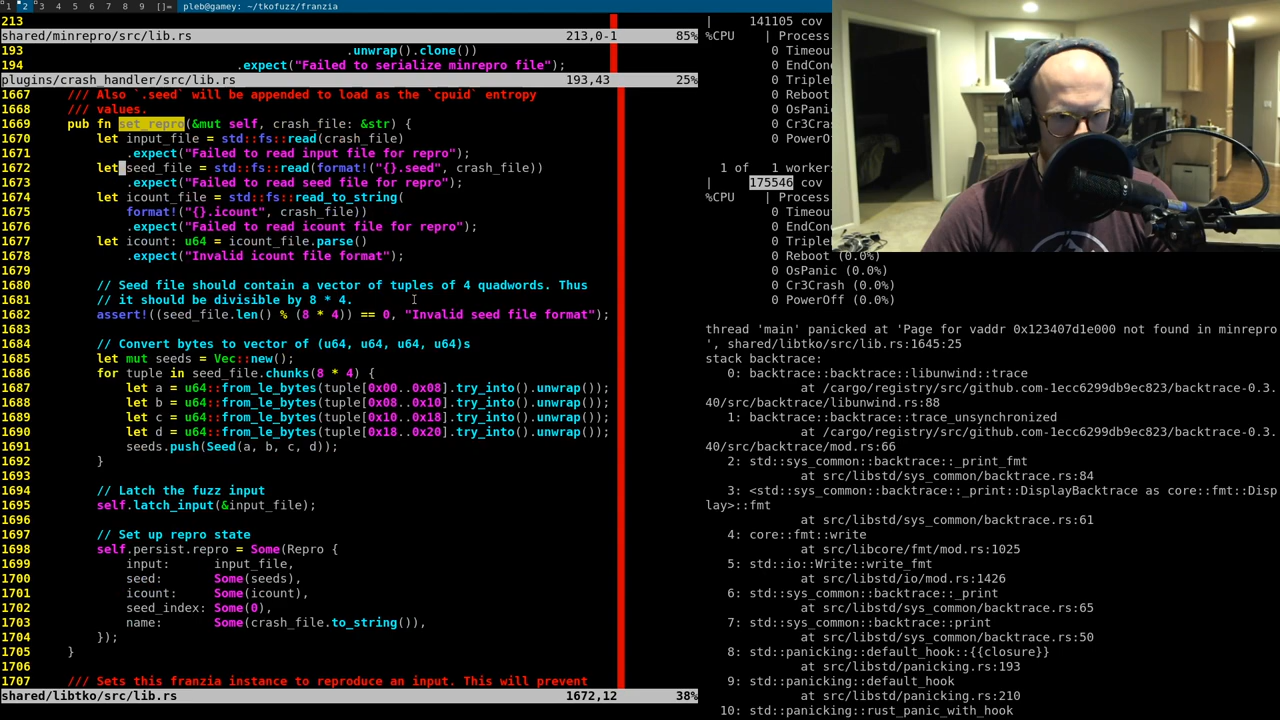 1 2 3 4 5 6 7 8 9 []= pleb@gamey: ~/tkofuzz/franzia
213
shared/minrepro/src/lib.rs 213,0-1 85%
193 .unwrap().clone())
194 .expect("Failed to serialize minrepro file");
plugins/crash_handler/src/lib.rs 193,43 25%
1667 /// Also `.seed` will be appended to load as the `cpuid` entropy
1668 /// values.
1669 pub fn set_repro(&mut self, crash_file: &str) {
1670 let input_file = std::fs::read(crash_file)
1671 .expect("Failed to read input file for repro");
1672 let seed_file = std::fs::read(format!("{}.seed", crash_file))
1673 .expect("Failed to read seed file for repro");
1674 let icount_file = std::fs::read_to_string(
1675 format!("{}.icount", crash_file))
1676 .expect("Failed to read icount file for repro");
1677 let icount: u64 = icount_file.parse()
1678 .expect("Invalid icount file format");
1679
1680 // Seed file should contain a vector of tuples of 4 quadwords. Thus
1681 // it should be divisible by 8 * 4.
1682 assert!((seed_file.len() % (8 * 4)) == 0, "Invalid seed file format");
1683
1684 // Convert bytes to vector of (u64, u64, u64, u64)s
1685 let mut seeds = Vec::new();
1686 for tuple in seed_file.chunks(8 * 4) {
1687 let a = u64::from_le_bytes(tuple[0x00..0x08].try_into().unwrap());
1688 let b = u64::from_le_bytes(tuple[0x08..0x10].try_into().unwrap());
1689 let c = u64::from_le_bytes(tuple[0x10..0x18].try_into().unwrap());
1690 let d = u64::from_le_bytes(tuple[0x18..0x20].try_into().unwrap());
1691 seeds.push(Seed(a, b, c, d));
1692 }
1693
1694 // Latch the fuzz input
1695 self.latch_input(&input_file);
1696
1697 // Set up repro state
1698 self.persist.repro = Some(Repro {
1699 input: input_file,
1700 seed: Some(seeds),
1701 icount: Some(icount),
1702 seed_index: Some(0),
1703 name: Some(crash_file.to_string()),
1704 });
1705 }
1706
1707 /// Sets this franzia instance to reproduce an input. This will prevent
shared/libtko/src/lib.rs 1672,12 38%
| 141105 cov
%CPU | Process
0 Timeou
0 EndCon
0 Triple
0 Reboot
0 OsPani
0 Cr3Cras
0 PowerO
1 of 1 workers
| 175546 cov
%CPU | Process
0 Timeou
0 EndCon
0 Triple
0 Reboot (0.0%)
0 OsPanic (0.0%)
0 Cr3Crash (0.0%)
0 PowerOff (0.0%)
thread 'main' panicked at 'Page for vaddr 0x123407d1e000 not found in minrepro
', shared/libtko/src/lib.rs:1645:25
stack backtrace:
0: backtrace::backtrace::libunwind::trace
at /cargo/registry/src/github.com-1ecc6299db9ec823/backtrace-0.3.
40/src/backtrace/libunwind.rs:88
1: backtrace::backtrace::trace_unsynchronized
at /cargo/registry/src/github.com-1ecc6299db9ec823/backtrace-0.3.
40/src/backtrace/mod.rs:66
2: std::sys_common::backtrace::_print_fmt
at src/libstd/sys_common/backtrace.rs:84
3: <std::sys_common::backtrace::_print::DisplayBacktrace as core::fmt::Disp
lay>::fmt
at src/libstd/sys_common/backtrace.rs:61
4: core::fmt::write
at src/libcore/fmt/mod.rs:1025
5: std::io::Write::write_fmt
at src/libstd/io/mod.rs:1426
6: std::sys_common::backtrace::_print
at src/libstd/sys_common/backtrace.rs:65
7: std::sys_common::backtrace::print
at src/libstd/sys_common/backtrace.rs:50
8: std::panicking::default_hook::{{closure}}
at src/libstd/panicking.rs:193
9: std::panicking::default_hook
at src/libstd/panicking.rs:210
10: std::panicking::rust_panic_with_hook